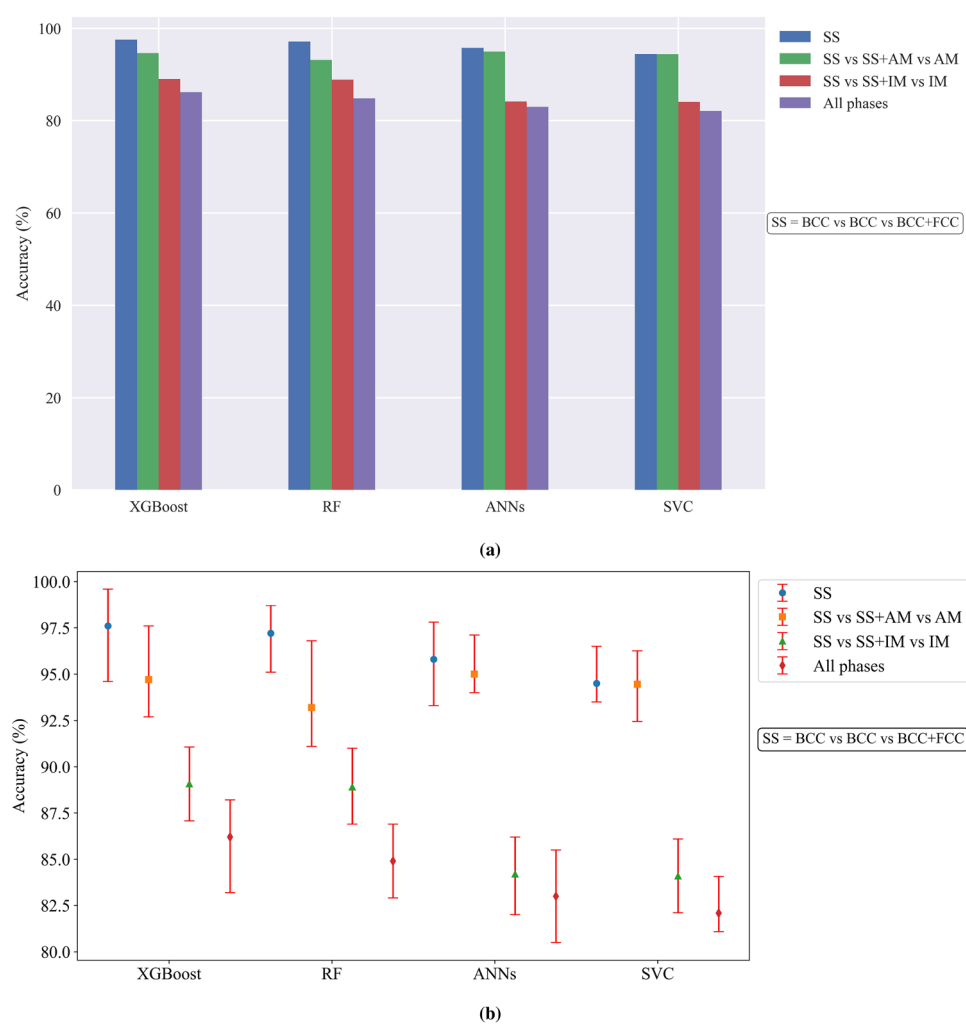 100
80
60
40
20
0
Accuracy (%)
XGBoost
RF
ANNs
SVC
SS
SS vs SS+AM vs AM
SS vs SS+IM vs IM
All phases
SS = BCC vs BCC vs BCC+FCC
(a)
100.0
97.5
95.0
92.5
90.0
87.5
85.0
82.5
80.0
Accuracy (%)
XGBoost
RF
ANNs
SVC
SS
SS vs SS+AM vs AM
SS vs SS+IM vs IM
All phases
SS = BCC vs BCC vs BCC+FCC
(b)